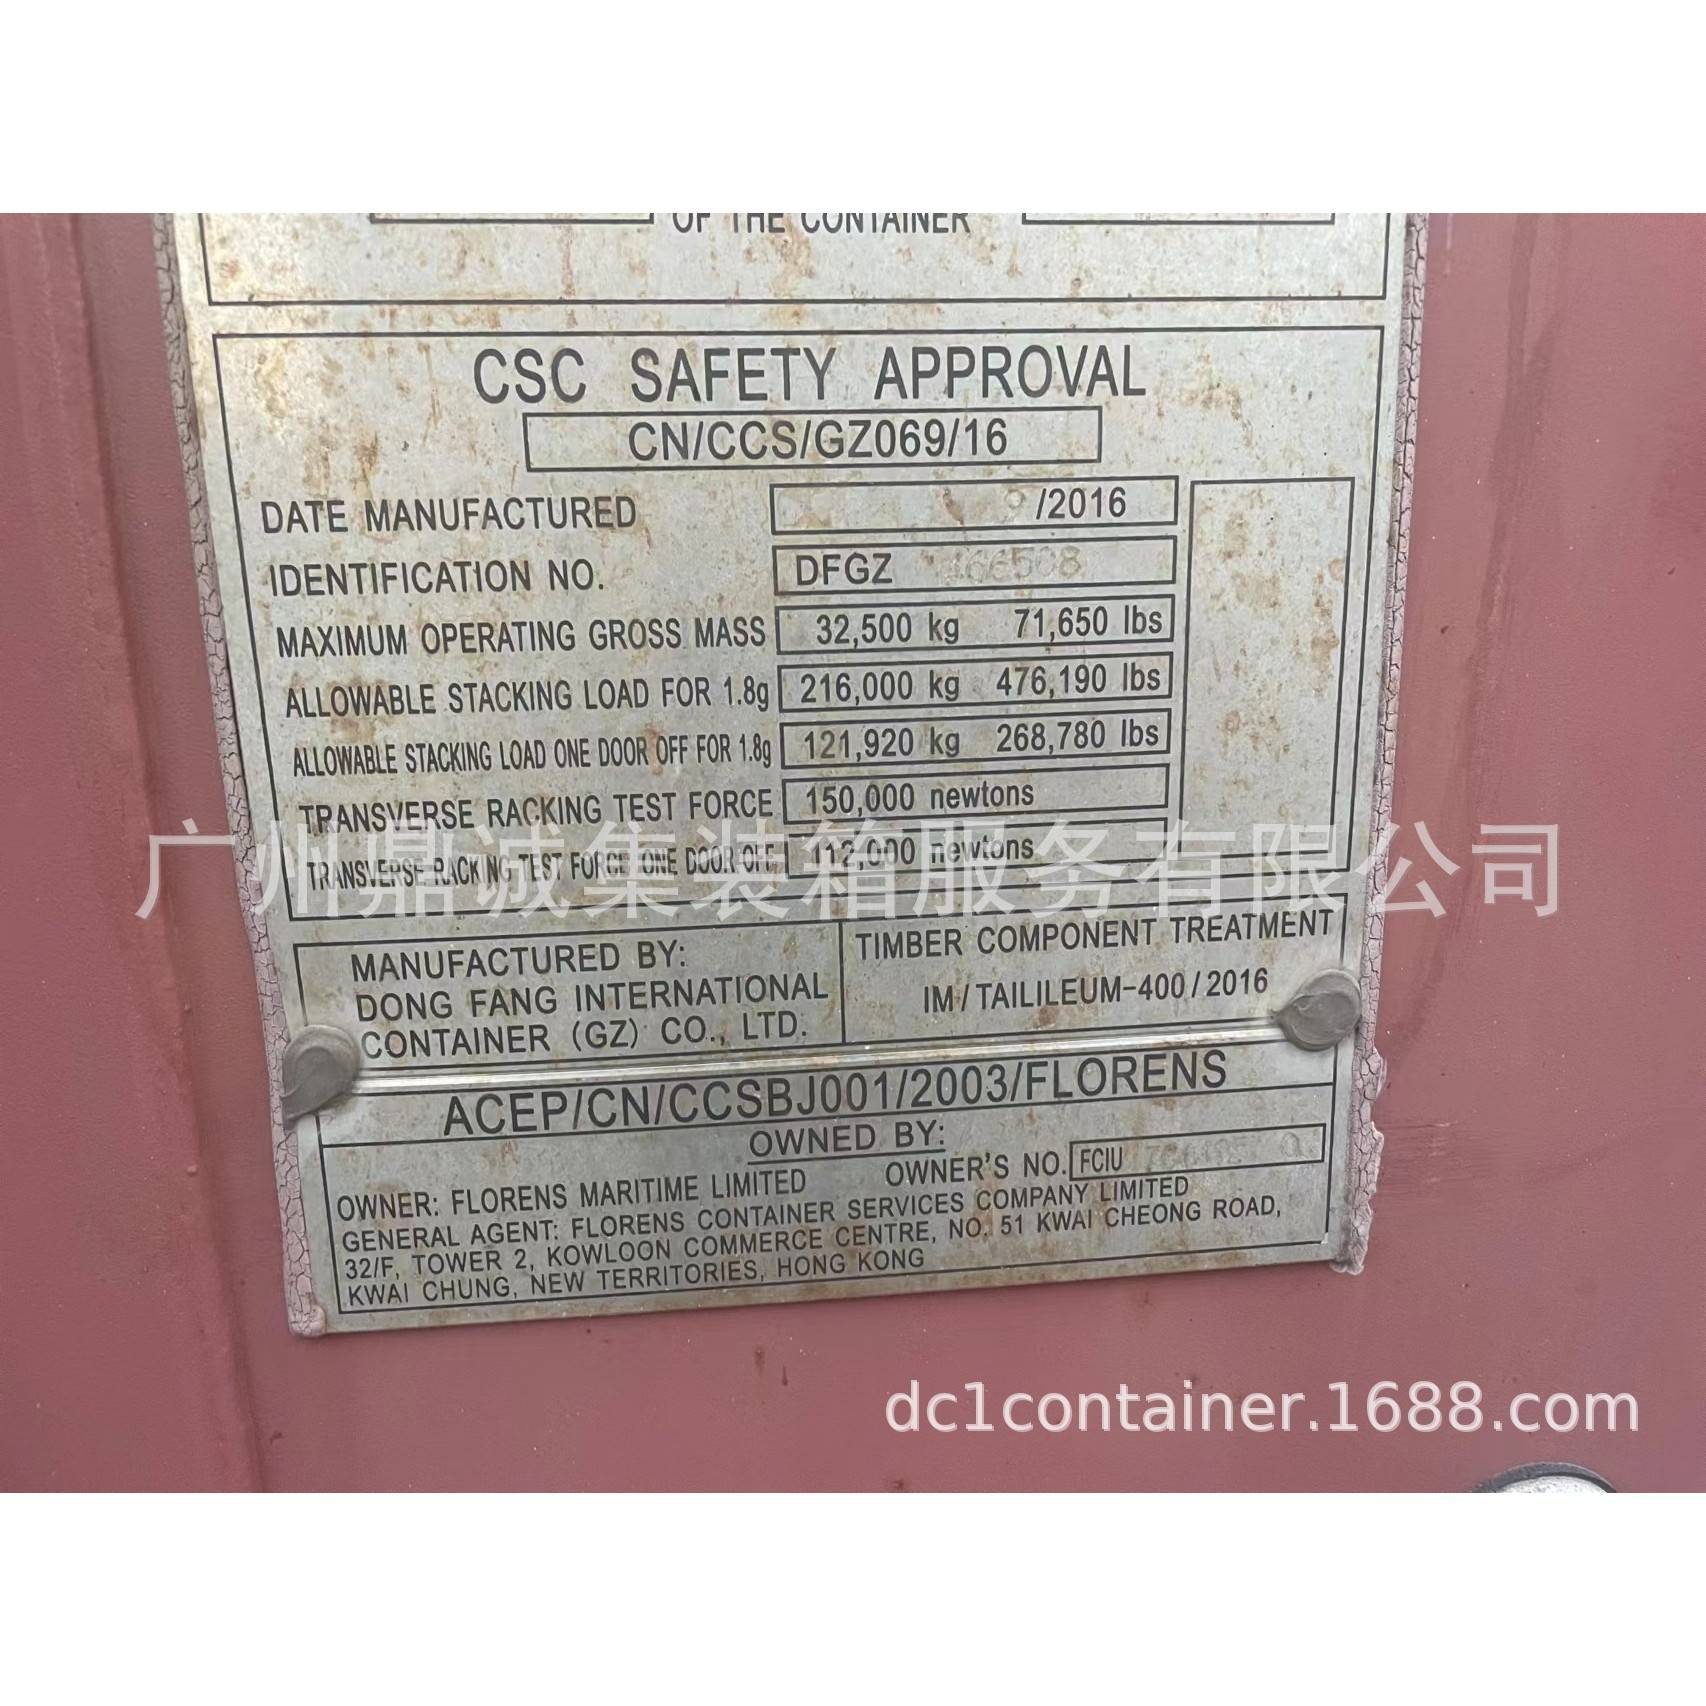 OF THE CONTAINER
CSC SAFETY APPROVAL
CN/CCS/GZ069/16
DATE MANUFACTURED 9/2016
IDENTIFICATION NO. DFGZ
MAXIMUM OPERATING GROSS MASS 32,500 kg 71,650 lbs
ALLOWABLE STACKING LOAD FOR 1.8g 216,000 kg 476,190 lbs
ALLOWABLE STACKING LOAD ONE DOOR OFF FOR 1.8g 121,920 kg 268,780 lbs
TRANSVERSE RACKING TEST FORCE 150,000 newtons
TRANSVERSE RACKING TEST FORCE ONE DOOR OFF 112,000 newtons
广州鼎诚集装箱服务有限公司
MANUFACTURED BY:
DONG FANG INTERNATIONAL
CONTAINER (GZ) CO., LTD.
TIMBER COMPONENT TREATMENT
IM/TAILILEUM-400/2016
ACEP/CN/CCSBJ001/2003/FLORENS
OWNED BY:
OWNER: FLORENS MARITIME LIMITED OWNER'S NO. FCIU
GENERAL AGENT: FLORENS CONTAINER SERVICES COMPANY LIMITED
32/F, TOWER 2, KOWLOON COMMERCE CENTRE, NO. 51 KWAI CHEONG ROAD,
KWAI CHUNG, NEW TERRITORIES, HONG KONG
dc1container.1688.com